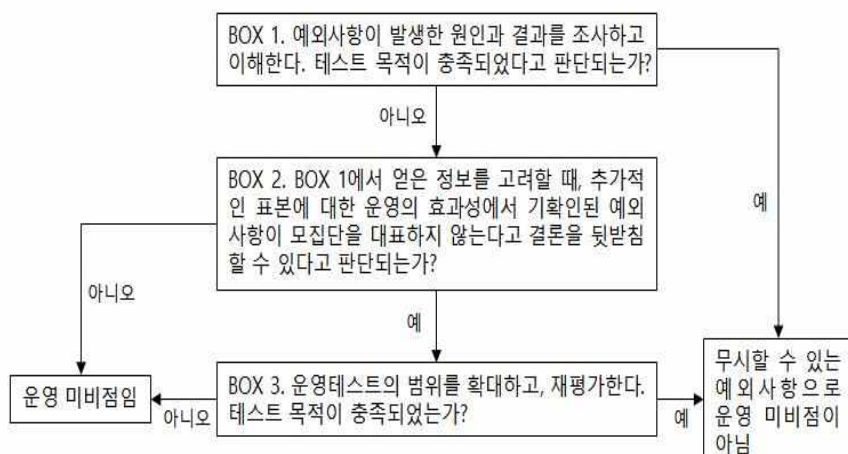 BOX 1. 예외사항이 발생한 원인과 결과를 조사하고
이해한다. 테스트 목적이 충족되었다고 판단되는가?
아니오
BOX 2. BOX 1에서 얻은 정보를 고려할 때, 추가적
인 표본에 대한 운영의 효과성에서 기확인된 예외
사항이 모집단을 대표하지 않는다고 결론을 뒷받침
할 수 있다고 판단되는가?
예
아니오
예
BOX 3. 운영테스트의 범위를 확대하고, 재평가한다.
테스트 목적이 충족되었는가?
운영 미비점임
아니오
예
무시할 수 있는
예외사항으로
운영 미비점이
아님